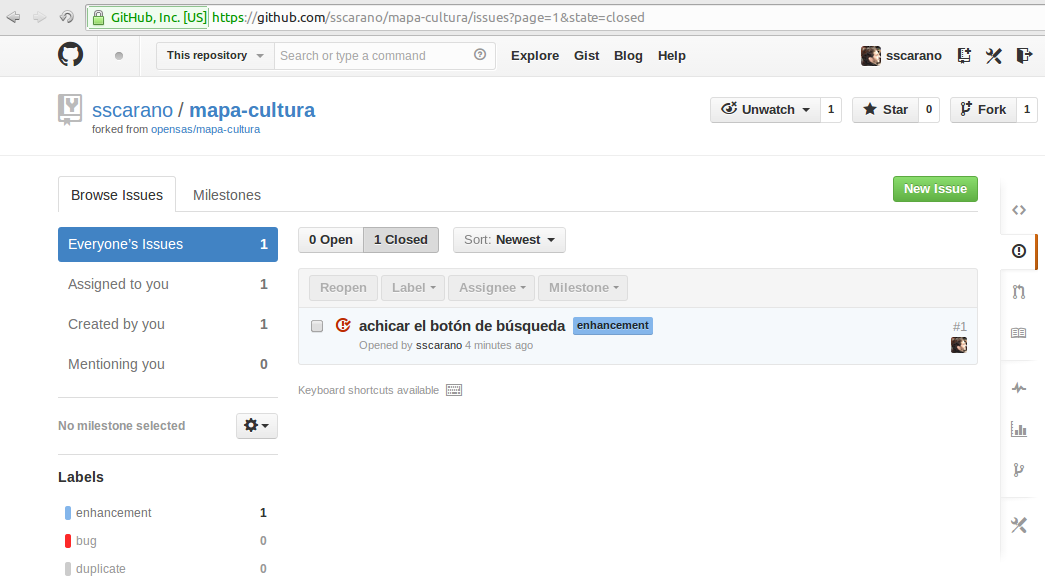 GitHub, Inc. [US] https://github.com/sscarano/mapa-cultura/issues?page=1&state=closed
This repository Search or type a command Explore Gist Blog Help sscarano
sscarano / mapa-cultura
forked from opensas/mapa-cultura
Unwatch 1 Star 0 Fork 1
Browse Issues Milestones New Issue
Everyone's Issues 1
Assigned to you 1
Created by you 1
Mentioning you 0
No milestone selected
Labels
enhancement 1
bug 0
duplicate 0
0 Open 1 Closed Sort: Newest
Reopen Label Assignee Milestone
achicar el botón de búsqueda enhancement #1
Opened by sscarano 4 minutes ago
Keyboard shortcuts available